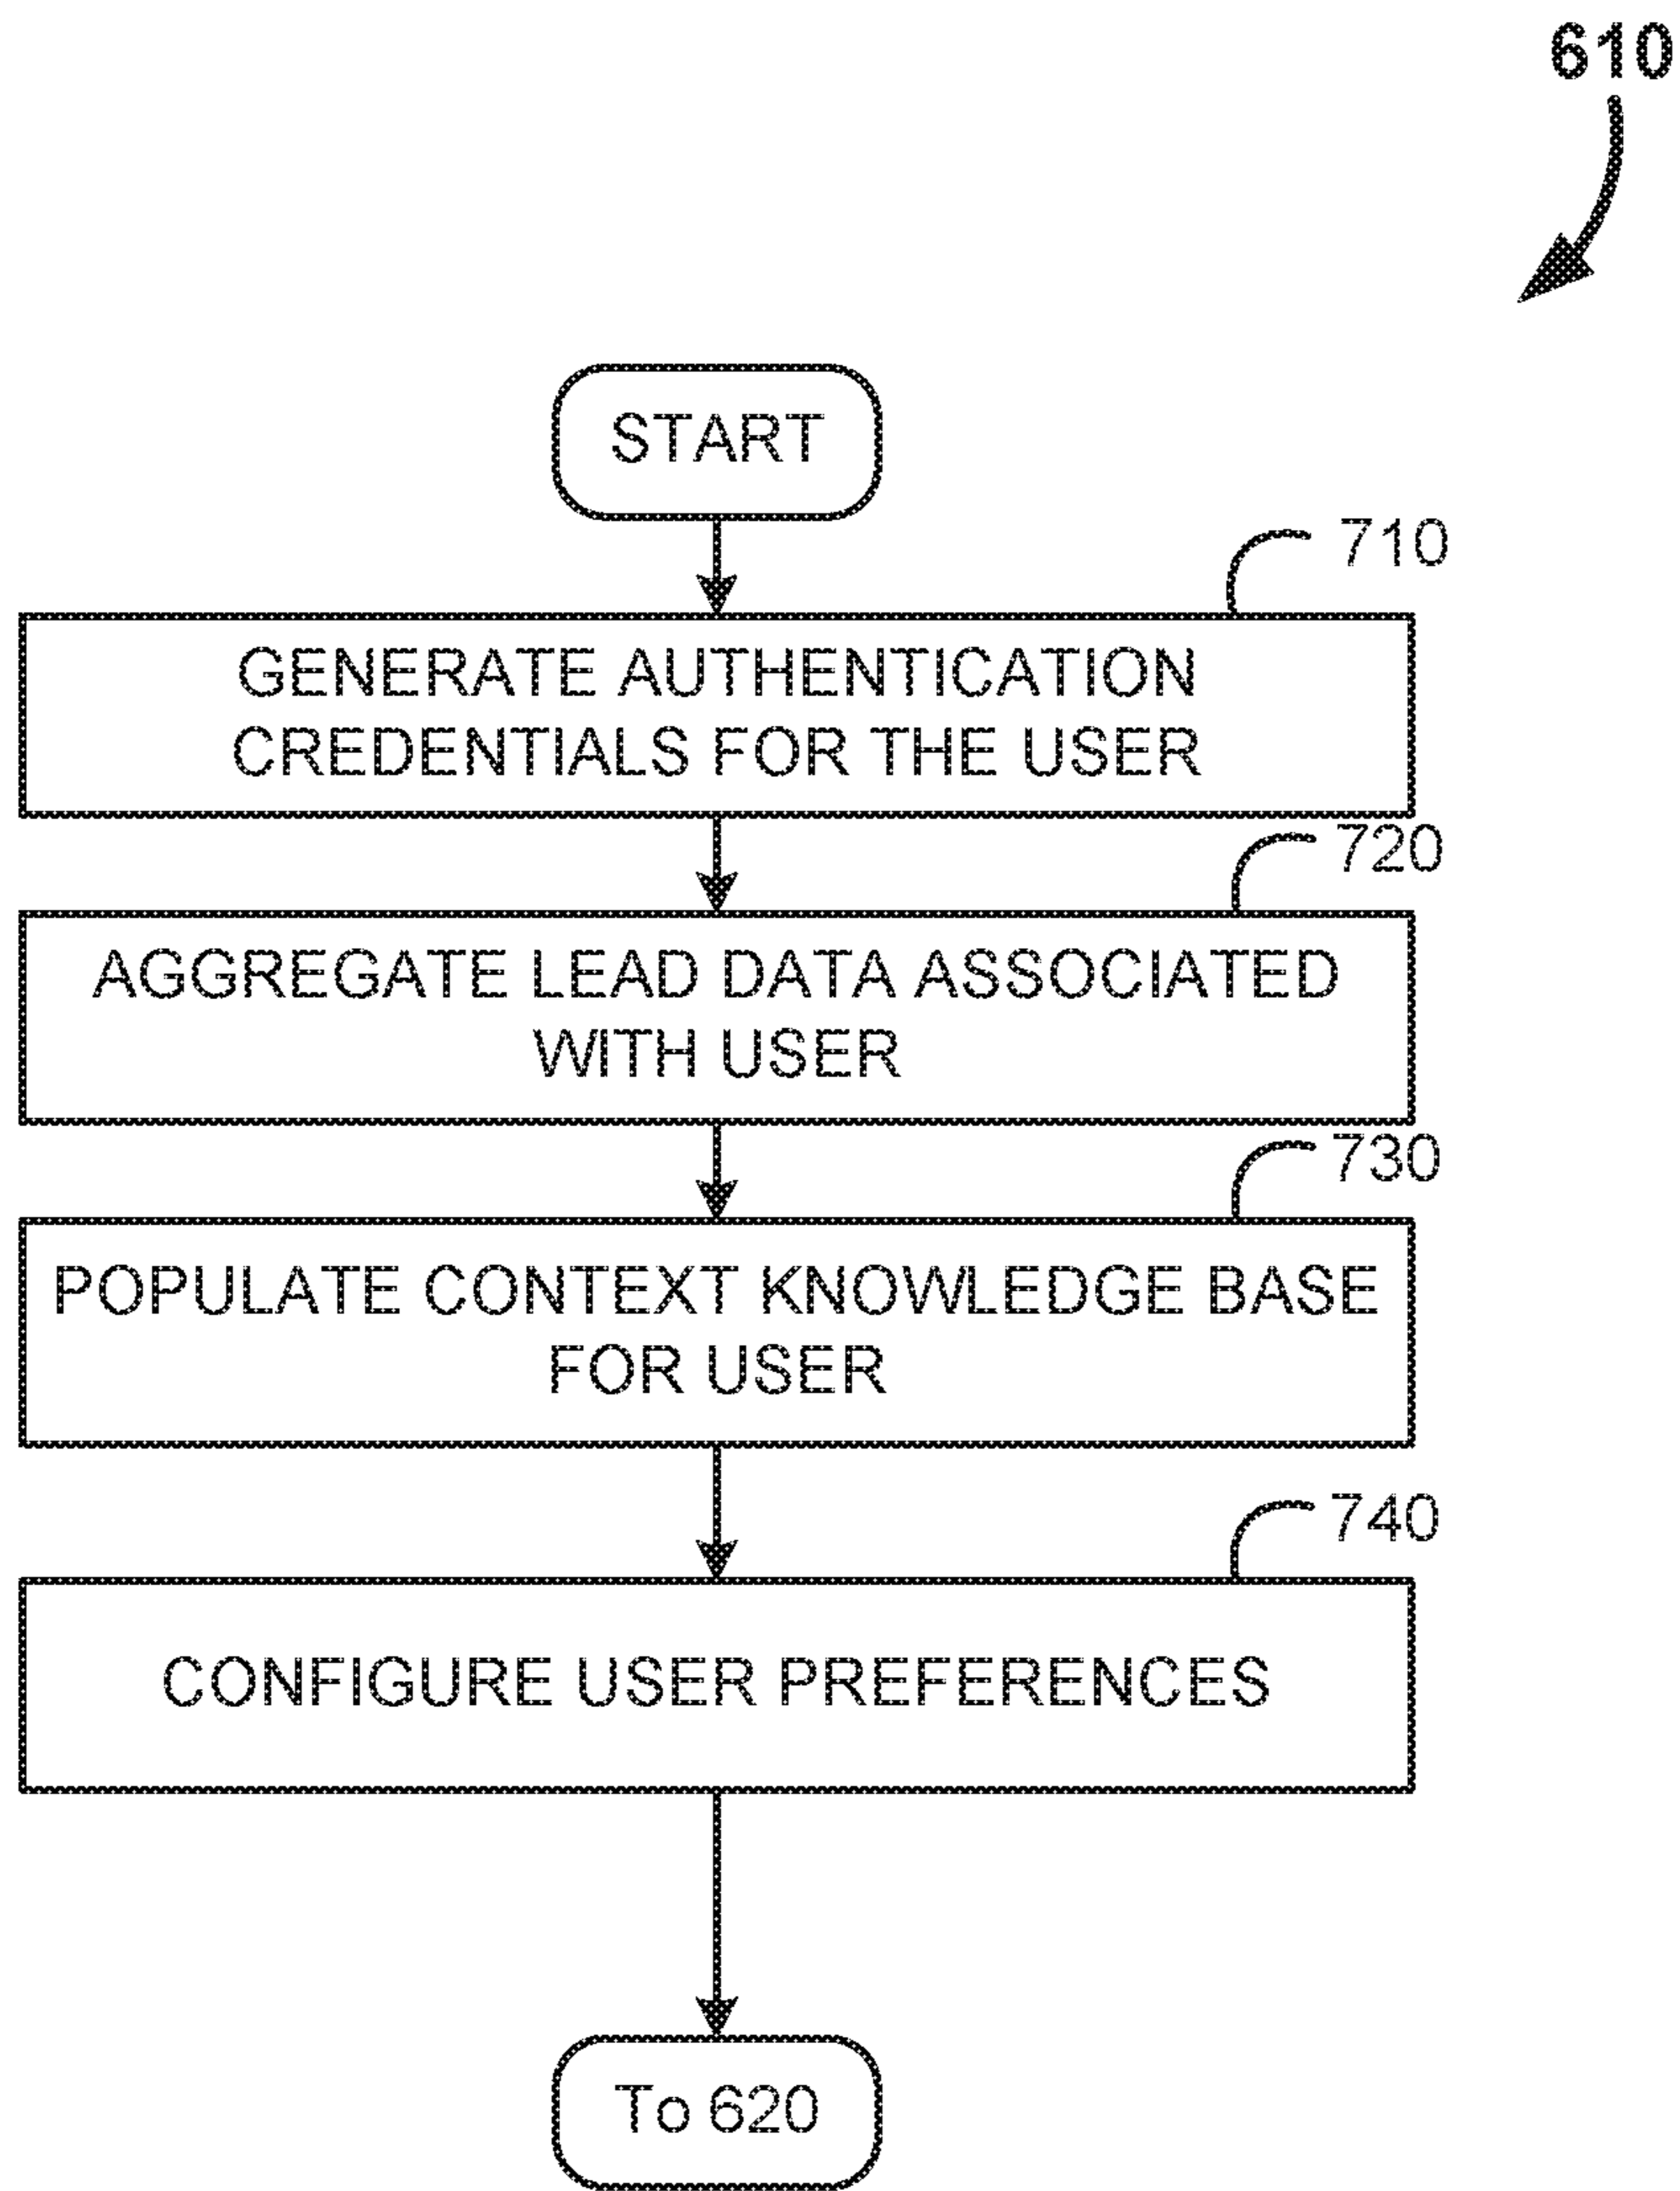 610
START
710
GENERATE AUTHENTICATION
CREDENTIALS FOR THE USER
720
AGGREGATE LEAD DATA ASSOCIATED
WITH USER
730
POPULATE CONTEXT KNOWLEDGE BASE
FOR USER
740
CONFIGURE USER PREFERENCES
To 620